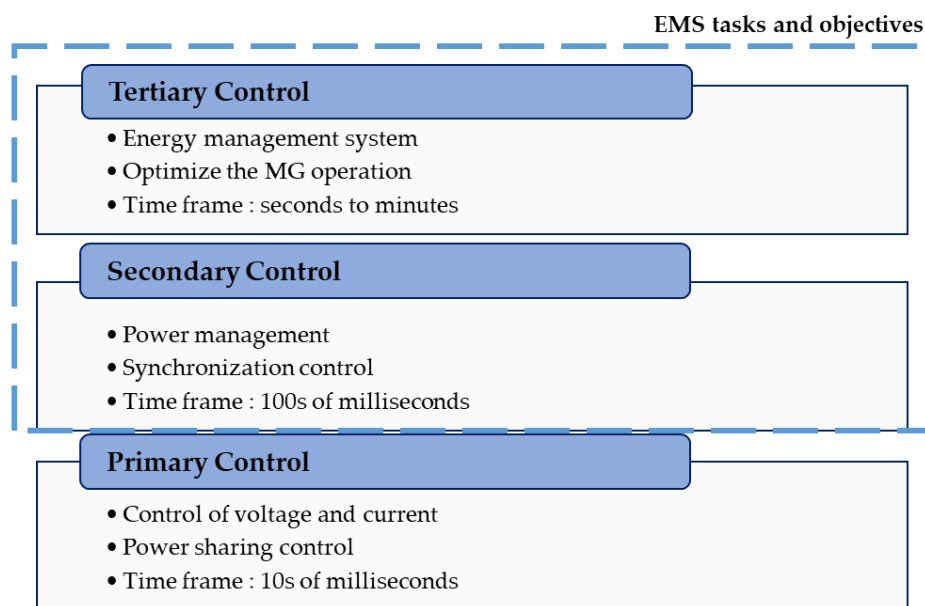 EMS tasks and objectives
Tertiary Control
• Energy management system
• Optimize the MG operation
• Time frame : seconds to minutes
Secondary Control
• Power management
• Synchronization control
• Time frame : 100s of milliseconds
Primary Control
• Control of voltage and current
• Power sharing control
• Time frame : 10s of milliseconds